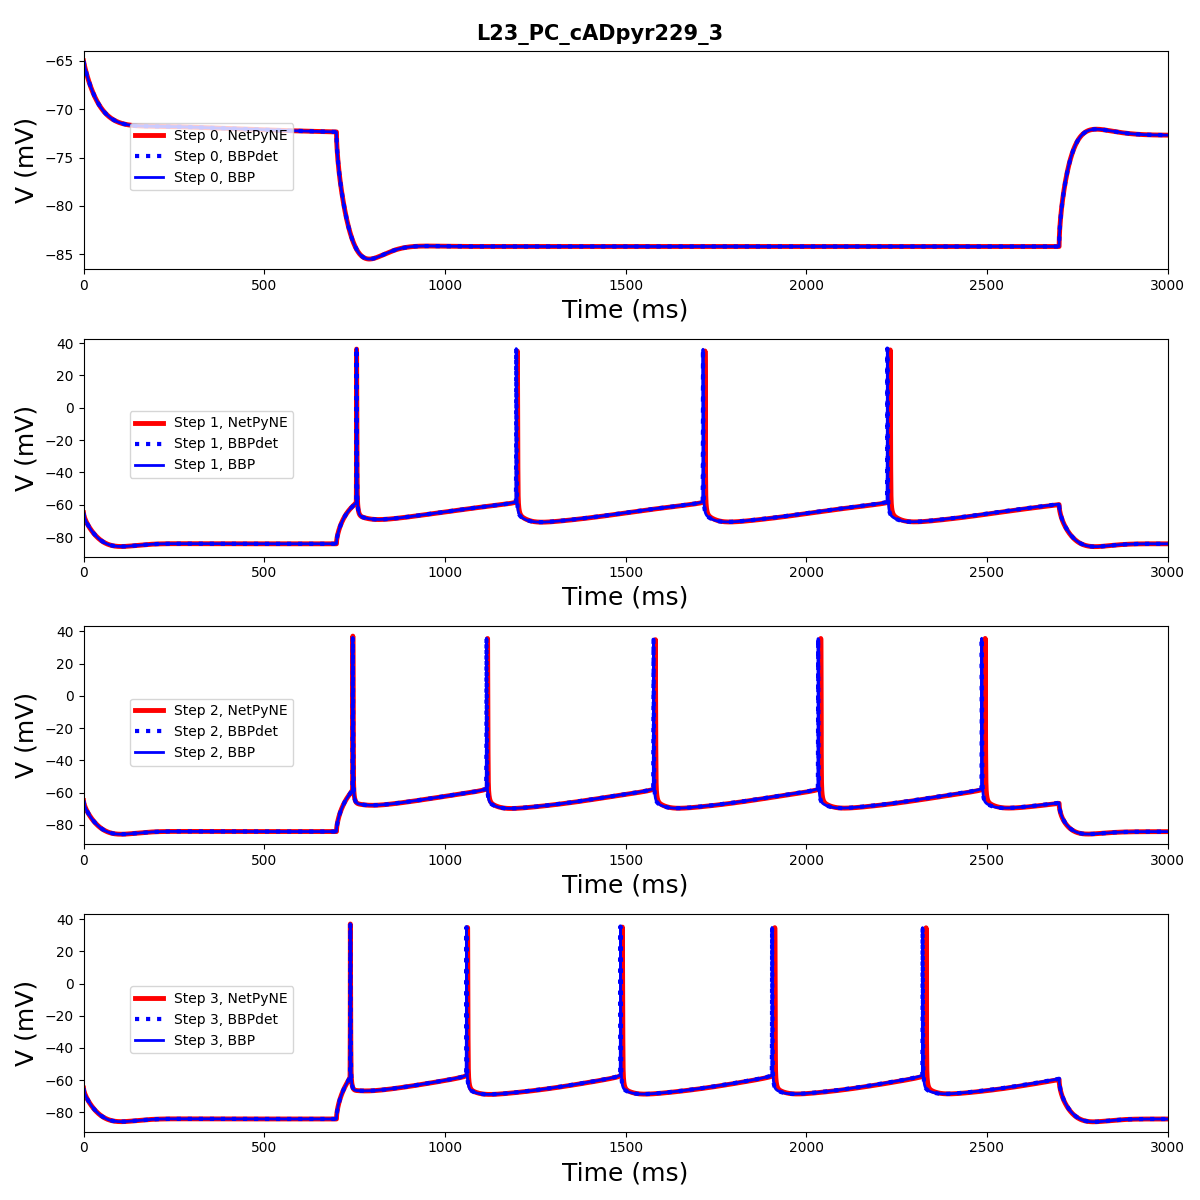 L23_PC_cADpyr229_3
V (mV)
−65
−70
−75
−80
−85
Step 0, NetPyNE
Step 0, BBPdet
Step 0, BBP
0 500 1000 1500 2000 2500 3000
Time (ms)
V (mV)
40
20
0
−20
−40
−60
−80
Step 1, NetPyNE
Step 1, BBPdet
Step 1, BBP
0 500 1000 1500 2000 2500 3000
Time (ms)
V (mV)
40
20
0
−20
−40
−60
−80
Step 2, NetPyNE
Step 2, BBPdet
Step 2, BBP
0 500 1000 1500 2000 2500 3000
Time (ms)
V (mV)
40
20
0
−20
−40
−60
−80
Step 3, NetPyNE
Step 3, BBPdet
Step 3, BBP
0 500 1000 1500 2000 2500 3000
Time (ms)